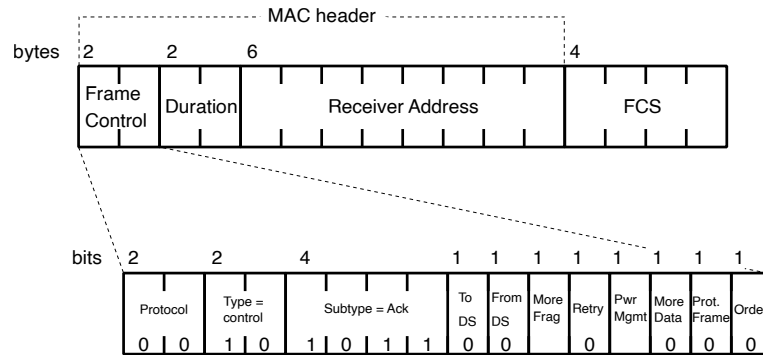 MAC header
bytes 2 2 6 4
Frame Control Duration Receiver Address FCS
bits 2 2 4 1 1 1 1 1 1 1 1
Protocol
Type = control
Subtype = Ack
To DS
From DS
More Frag
Retry
Pwr Mgmt
More Data
Prot. Frame
Orde
0 0 1 0 1 0 1 1 0 0 0 0 0 0